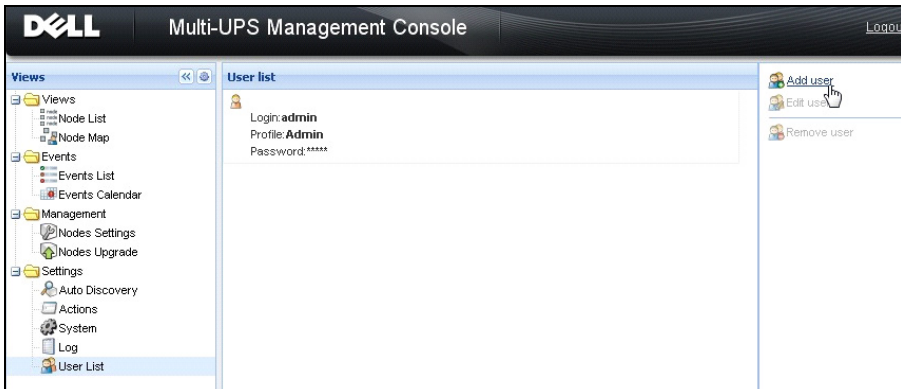 DELL Multi-UPS Management Console
Logou
Views
Views
Node List
Node Map
Events
Events List
Events Calendar
Management
Nodes Settings
Nodes Upgrade
Settings
Auto Discovery
Actions
System
Log
User List
User list
Login:admin
Profile:Admin
Password:*****
Add user
Edit use
Remove user